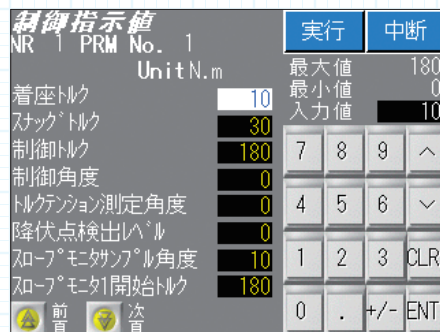 制御指示値
NR 1 PRM No. 1
Unit N.m
着座トルク 10
スナッグトルク 30
制御トルク 180
制御角度 0
トルクテンション測定角度 0
降伏点検出レベル 0
スロープモニタサンプル角度 10
スロープモニタ1開始トルク 180
前頁 次頁
実行 中断
最大値 180
最小値 0
入力値 10
7 8 9 ︿
4 5 6 ﹀
1 2 3 CLR
0 . +/- ENT